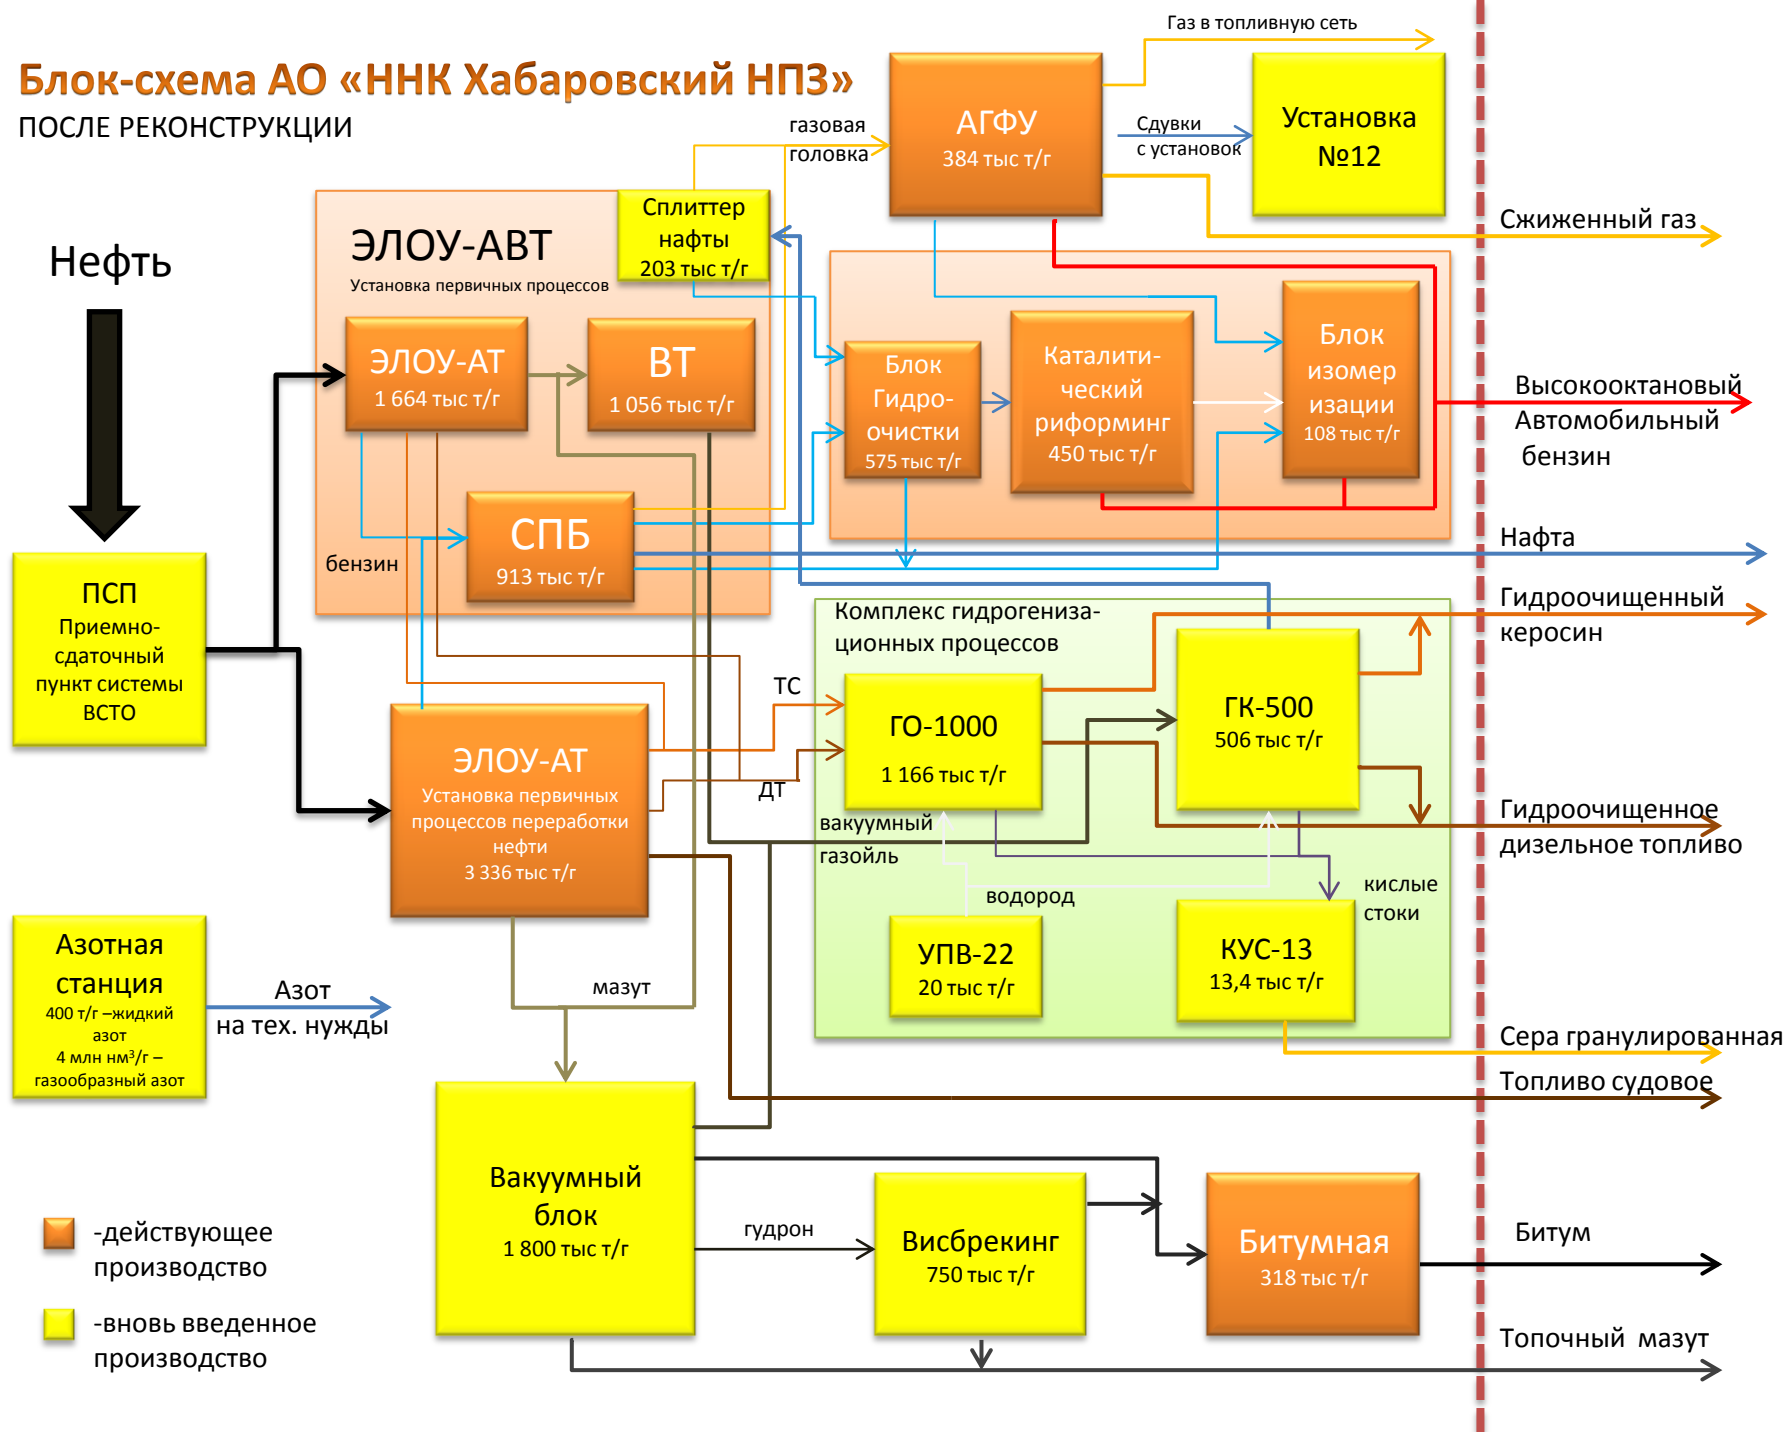 Блок-схема АО «ННК Хабаровский НПЗ»
ПОСЛЕ РЕКОНСТРУКЦИИ
Газ в топливную сеть
АГФУ
384 тыс т/г
газовая
головка
Сдувки
с установок
Установка
№12
Сжиженный газ
Нефть
ЭЛОУ-АВТ
Установка первичных процессов
Сплиттер
нафты
203 тыс т/г
ЭЛОУ-АТ
1 664 тыс т/г
ВТ
1 056 тыс т/г
СПБ
913 тыс т/г
бензин
Блок
Гидро-
очистки
575 тыс т/г
Каталити-
ческий
риформинг
450 тыс т/г
Блок
изомер
изации
108 тыс т/г
Высокооктановый
Автомобильный
бензин
Нафта
ПСП
Приемно-
сдаточный
пункт системы
ВСТО
Комплекс гидрогениза-
ционных процессов
Гидроочищенный
керосин
ТС
ДТ
ГО-1000
1 166 тыс т/г
ГК-500
506 тыс т/г
ЭЛОУ-АТ
Установка первичных
процессов переработки
нефти
3 336 тыс т/г
вакуумный
газойль
Гидроочищенное
дизельное топливо
водород
кислые
стоки
УПВ-22
20 тыс т/г
КУС-13
13,4 тыс т/г
Азотная
станция
400 т/г –жидкий
азот
4 млн нм³/г –
газообразный азот
Азот
на тех. нужды
мазут
Сера гранулированная
Топливо судовое
Вакуумный
блок
1 800 тыс т/г
гудрон
Висбрекинг
750 тыс т/г
Битумная
318 тыс т/г
Битум
Топочный мазут
-действующее
производство
-вновь введенное
производство